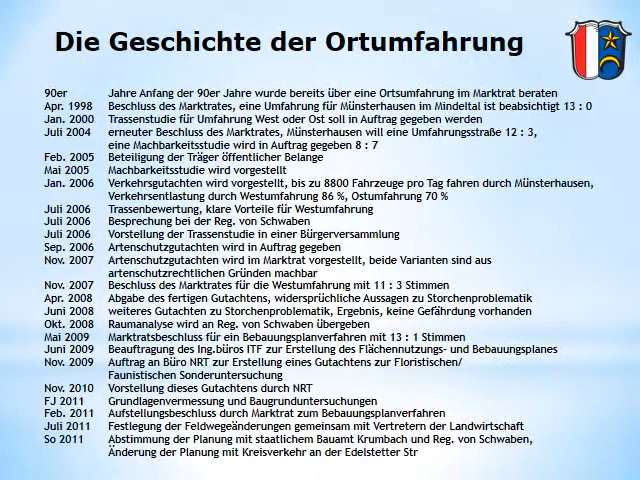 Die Geschichte der Ortumfahrung
90er Jahre Anfang der 90er Jahre wurde bereits über eine Ortsumfahrung im Marktrat beraten
Apr. 1998 Beschluss des Marktrates, eine Umfahrung für Münsterhausen im Mindeltal ist beabsichtigt 13 : 0
Jan. 2000 Trassenstudie für Umfahrung West oder Ost soll in Auftrag gegeben werden
Juli 2004 erneuter Beschluss des Marktrates, Münsterhausen will eine Umfahrungsstraße 12 : 3,
eine Machbarkeitsstudie wird in Auftrag gegeben 8 : 7
Feb. 2005 Beteiligung der Träger öffentlicher Belange
Mai 2005 Machbarkeitsstudie wird vorgestellt
Jan. 2006 Verkehrsgutachten wird vorgestellt, bis zu 8800 Fahrzeuge pro Tag fahren durch Münsterhausen,
Verkehrsentlastung durch Westumfahrung 86 %, Ostumfahrung 70 %
Juli 2006 Trassenbewertung, klare Vorteile für Westumfahrung
Juli 2006 Besprechung bei der Reg. von Schwaben
Juli 2006 Vorstellung der Trassenstudie in einer Bürgerversammlung
Sep. 2006 Artenschutzgutachten wird in Auftrag gegeben
Nov. 2007 Artenschutzgutachten wird im Marktrat vorgestellt, beide Varianten sind aus
artenschutzrechtlichen Gründen machbar
Nov. 2007 Beschluss des Marktrates für die Westumfahrung mit 11 : 3 Stimmen
Apr. 2008 Abgabe des fertigen Gutachtens, widersprüchliche Aussagen zu Storchenproblematik
Juni 2008 weiteres Gutachten zu Storchenproblematik, Ergebnis, keine Gefährdung vorhanden
Okt. 2008 Raumanalyse wird an Reg. von Schwaben übergeben
Mai 2009 Marktratsbeschluss für ein Bebauungsplanverfahren mit 13 : 1 Stimmen
Juni 2009 Beauftragung des Ing.büros ITF zur Erstellung des Flächennutzungs- und Bebauungsplanes
Nov. 2009 Auftrag an Büro NRT zur Erstellung eines Gutachtens zur Floristischen/
Faunistischen Sonderuntersuchung
Nov. 2010 Vorstellung dieses Gutachtens durch NRT
FJ 2011 Grundlagenvermessung und Baugrunduntersuchungen
Feb. 2011 Aufstellungsbeschluss durch Marktrat zum Bebauungsplanverfahren
Juli 2011 Festlegung der Feldwegeänderungen gemeinsam mit Vertretern der Landwirtschaft
So 2011 Abstimmung der Planung mit staatlichem Bauamt Krumbach und Reg. von Schwaben,
Änderung der Planung mit Kreisverkehr an der Edelstetter Str